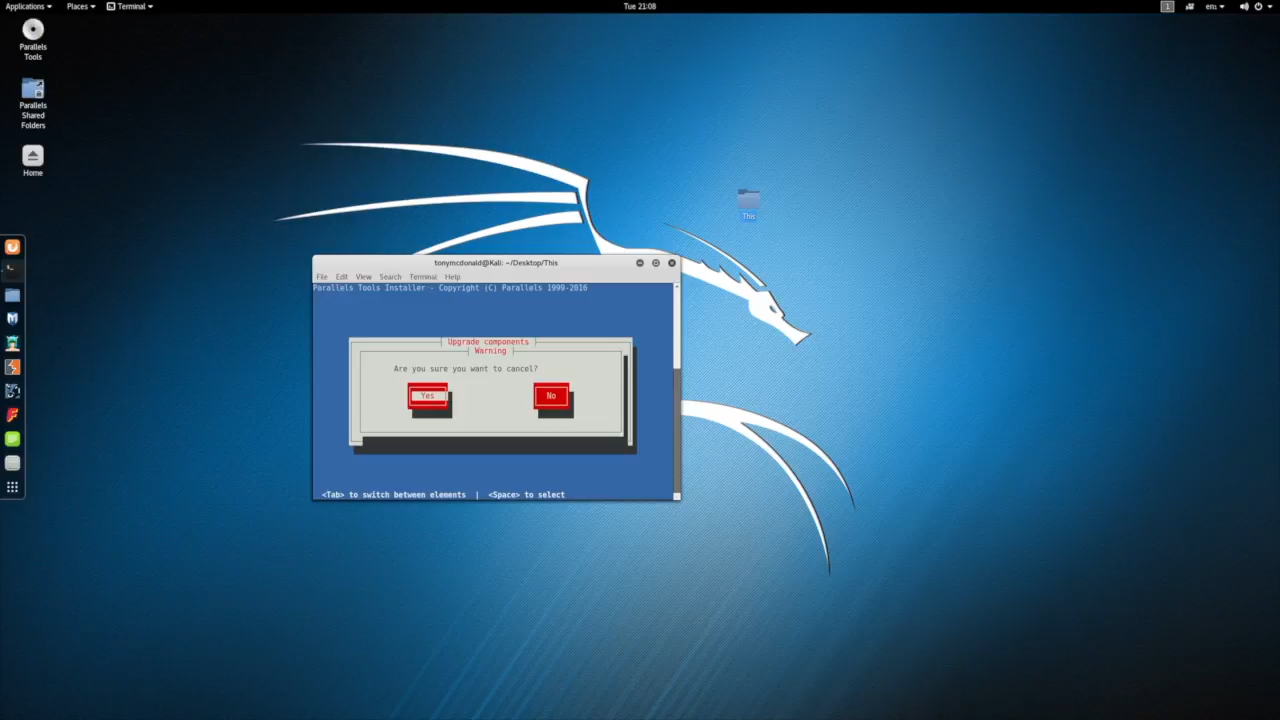 Applications
Places
Terminal
Tue 21:08
1
en1
Parallels
Tools
Parallels
Shared
Folders
Home
This
tonymcdonald@Kali: ~/Desktop/This
File Edit View Search Terminal Help
Parallels Tools Installer - Copyright (C) Parallels 1999-2016
Upgrade components
Warning
Are you sure you want to cancel?
Yes No
<Tab> to switch between elements | <Space> to select